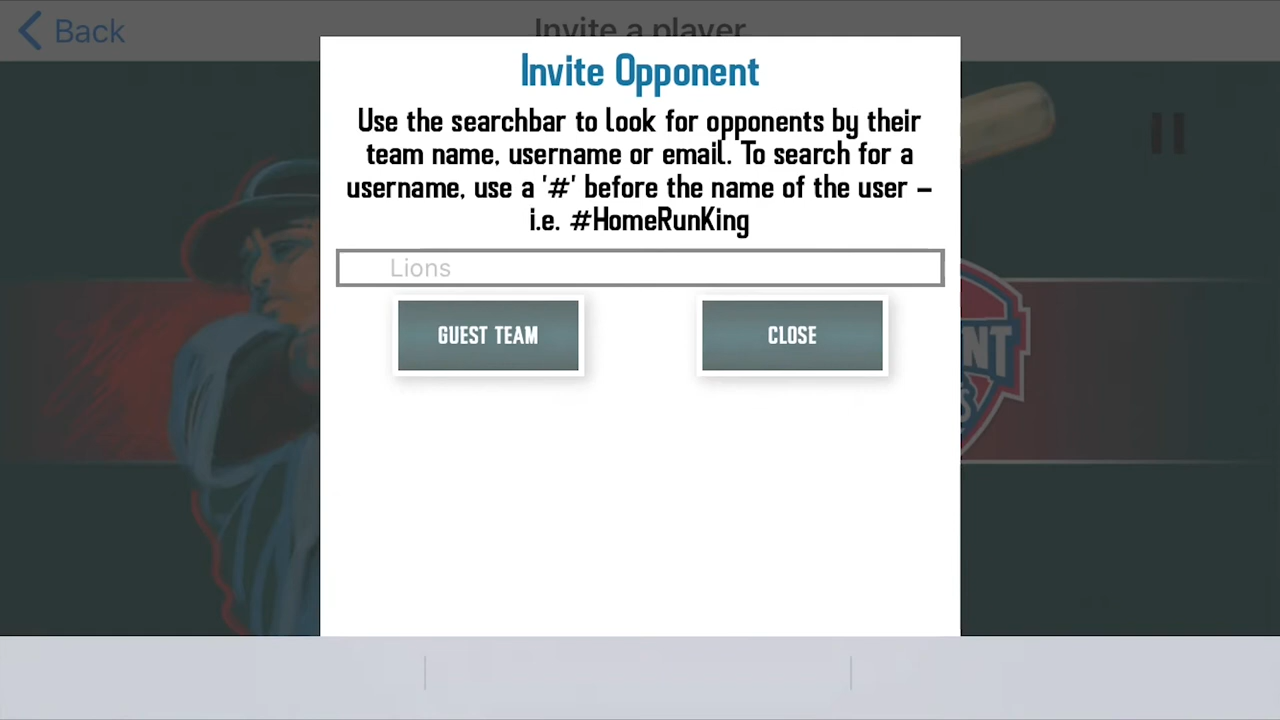 Back
Invite a player
Invite Opponent
Use the searchbar to look for opponents by their
team name, username or email. To search for a
username, use a '#' before the name of the user –
i.e. #HomeRunKing
Lions
GUEST TEAM
CLOSE